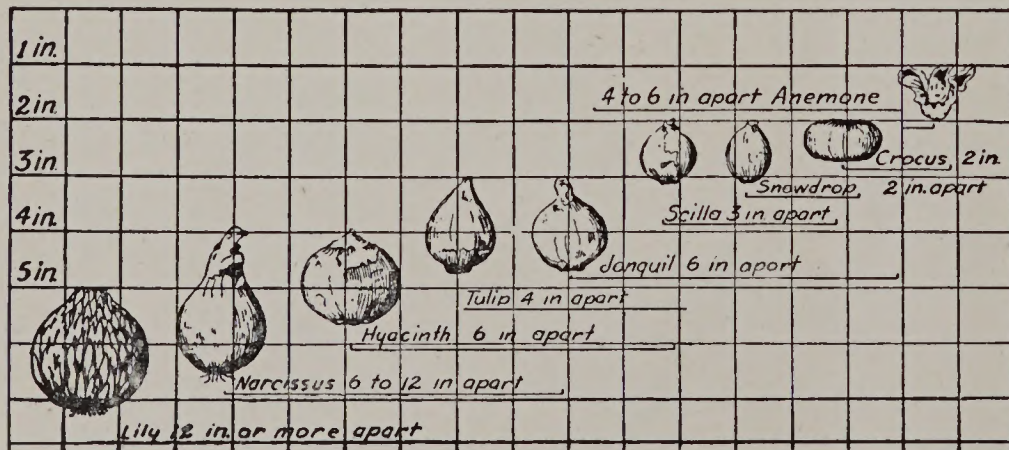 1 in.
2 in.
3 in.
4 in.
5 in.
4 to 6 in apart Anemone
Crocus, 2 in.
Snowdrop 2 in. apart
Scilla 3 in apart
Jonquil 6 in apart
Tulip 4 in apart
Hyacinth 6 in apart
Narcissus 6 to 12 in apart
Lily 12 in. or more apart